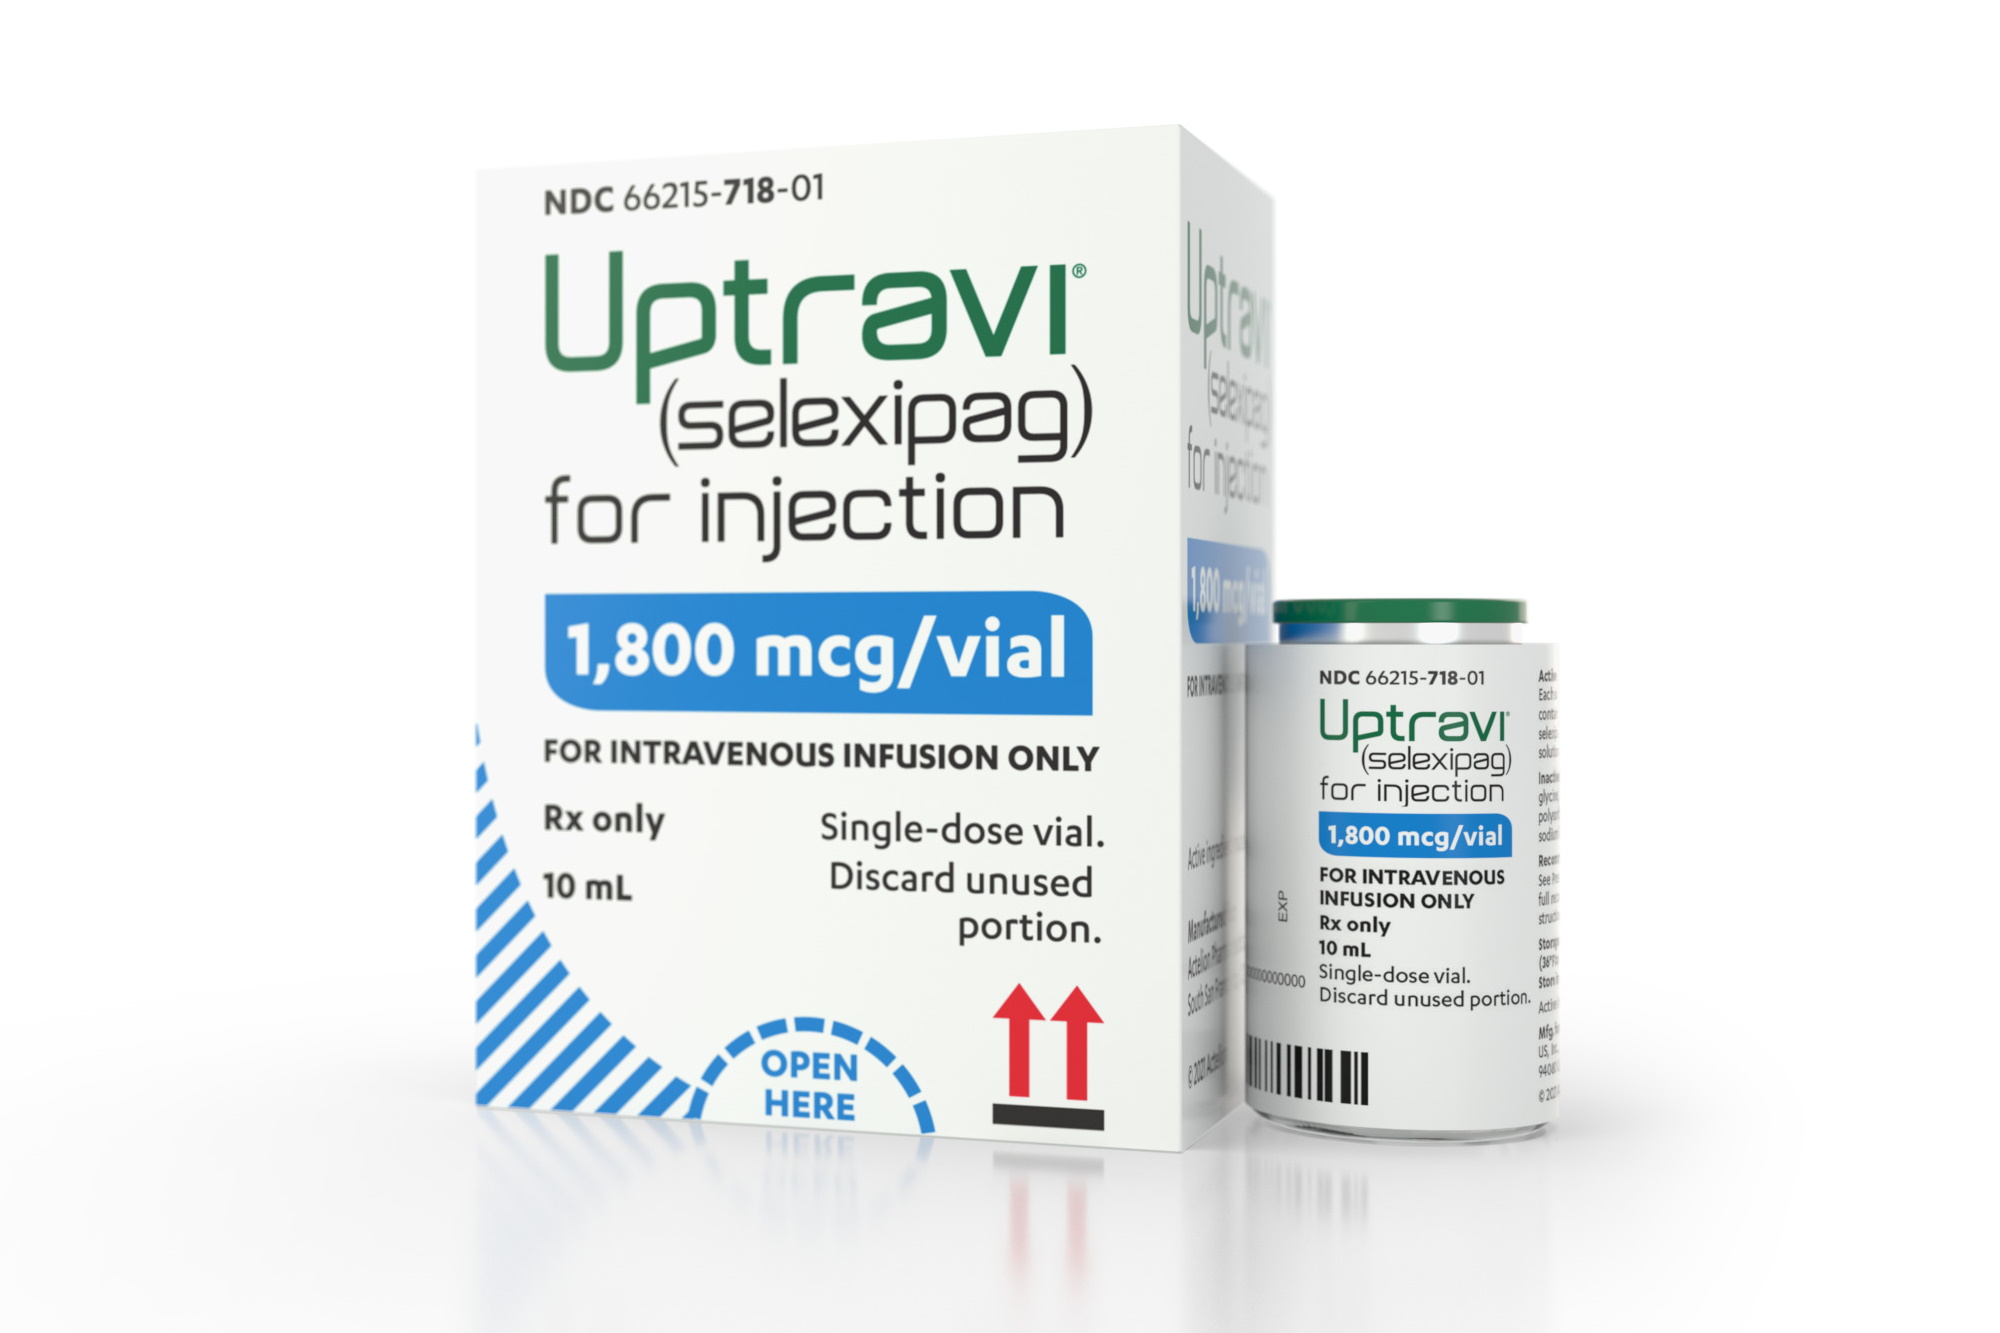 NDC 66215-718-01
Uptravi®
(selexipag)
for injection
1,800 mcg/vial
FOR INTRAVENOUS INFUSION ONLY
Rx only
10 mL
Single-dose vial.
Discard unused
portion.
OPEN
HERE
Uptravi
(selexipag)
for injection
1,800 mcg/vial
FOR
Active
© 2021
NDC 66215-718-01
Uptravi
(selexipag)
for injection
1,800 mcg/vial
FOR INTRAVENOUS
INFUSION ONLY
Rx only
10 mL
Single-dose vial.
Discard unused portion.
EXP